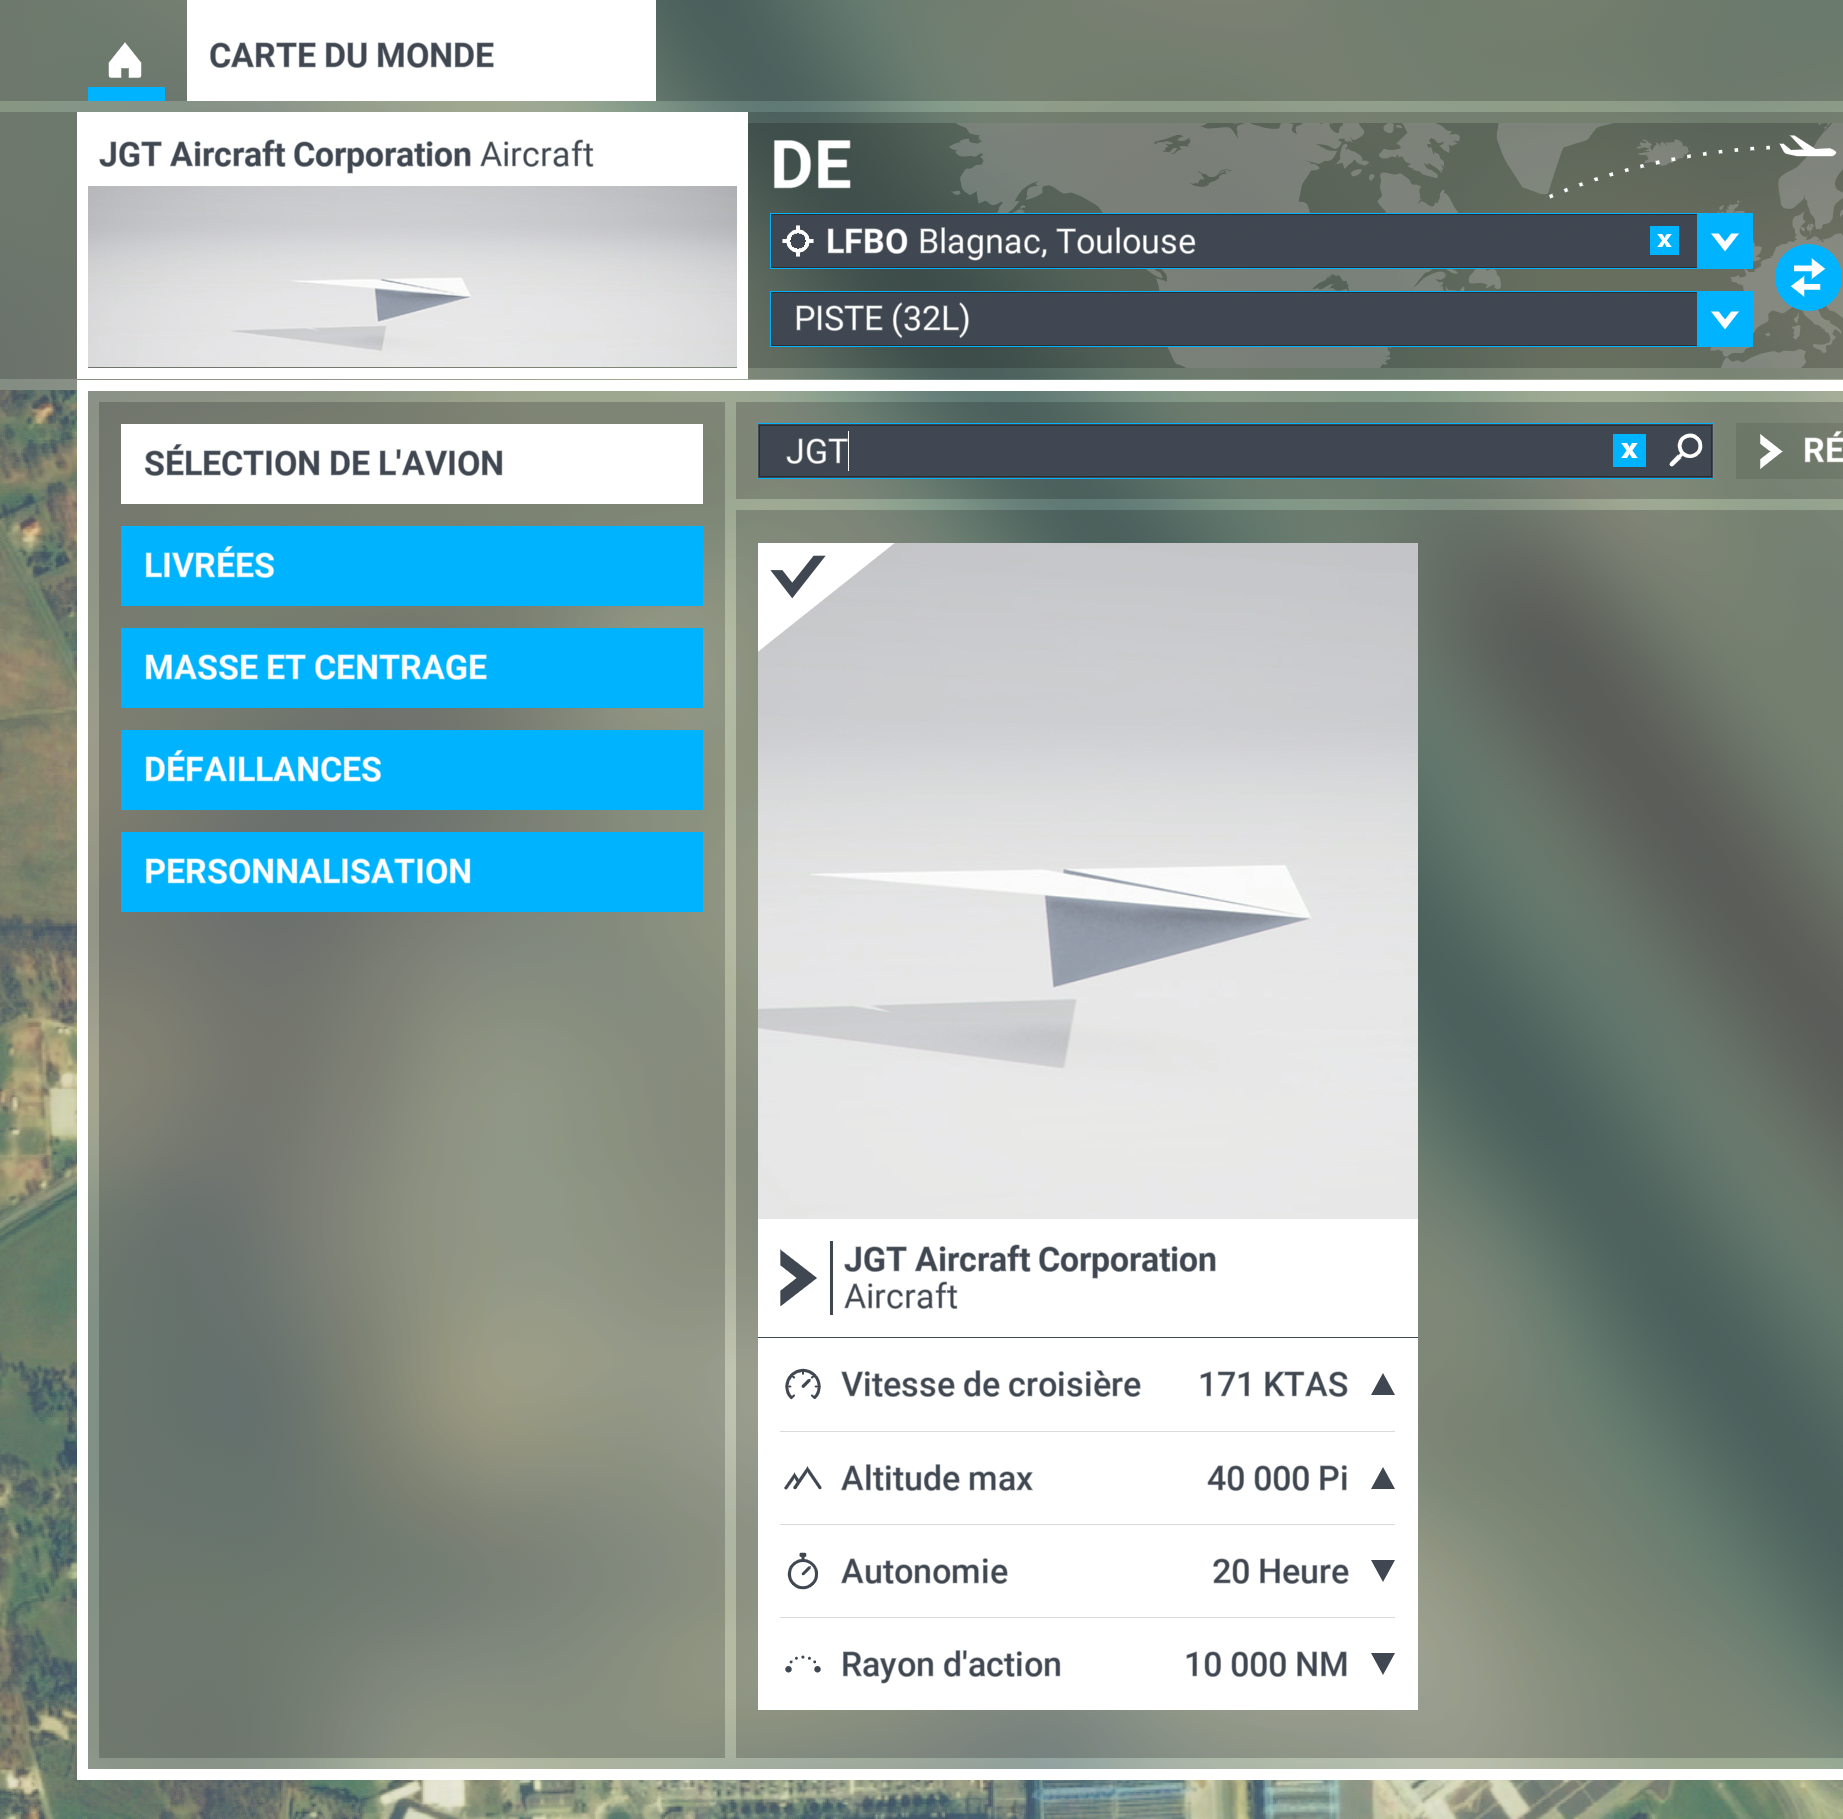 CARTE DU MONDE
JGT Aircraft Corporation Aircraft
DE
LFBO Blagnac, Toulouse
PISTE (32L)
SÉLECTION DE L'AVION
LIVRÉES
MASSE ET CENTRAGE
DÉFAILLANCES
PERSONNALISATION
JGT
RÉ
JGT Aircraft Corporation
Aircraft
Vitesse de croisière 171 KTAS
Altitude max 40 000 Pi
Autonomie 20 Heure
Rayon d'action 10 000 NM